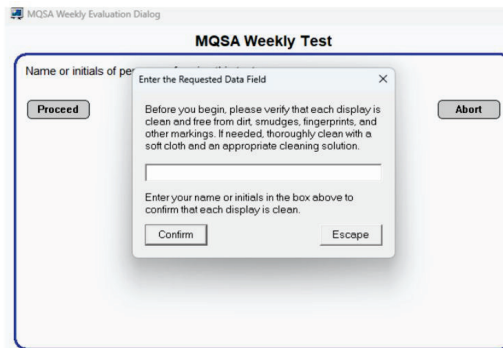 MQSA Weekly Evaluation Dialog
MQSA Weekly Test
Name or initials of
Enter the Requested Data Field
Proceed
Abort
Before you begin, please verify that each display is
clean and free from dirt, smudges, fingerprints, and
other markings. If needed, thoroughly clean with a
soft cloth and an appropriate cleaning solution.
Enter your name or initials in the box above to
confirm that each display is clean.
Confirm
Escape